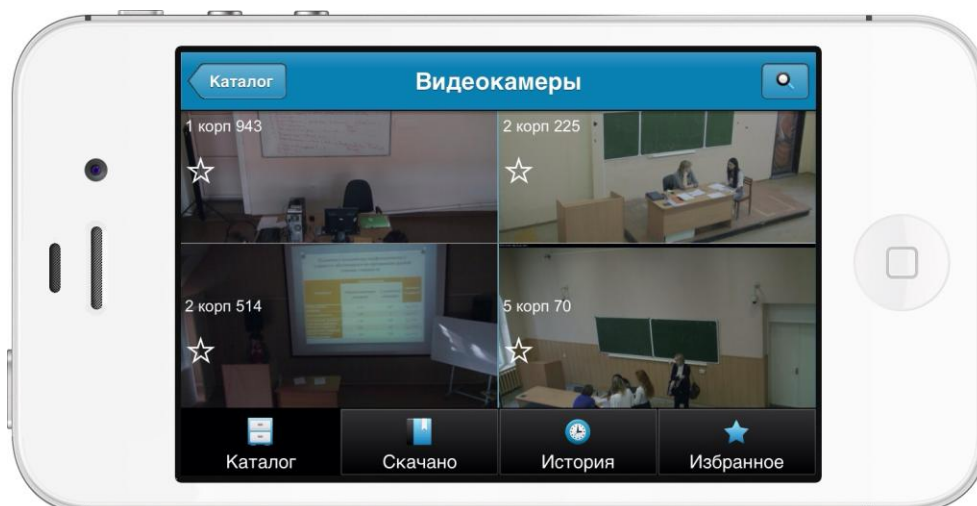 Каталог
Видеокамеры
1 корп 943
2 корп 225
2 корп 514
5 корп 70
Каталог
Скачано
История
Избранное